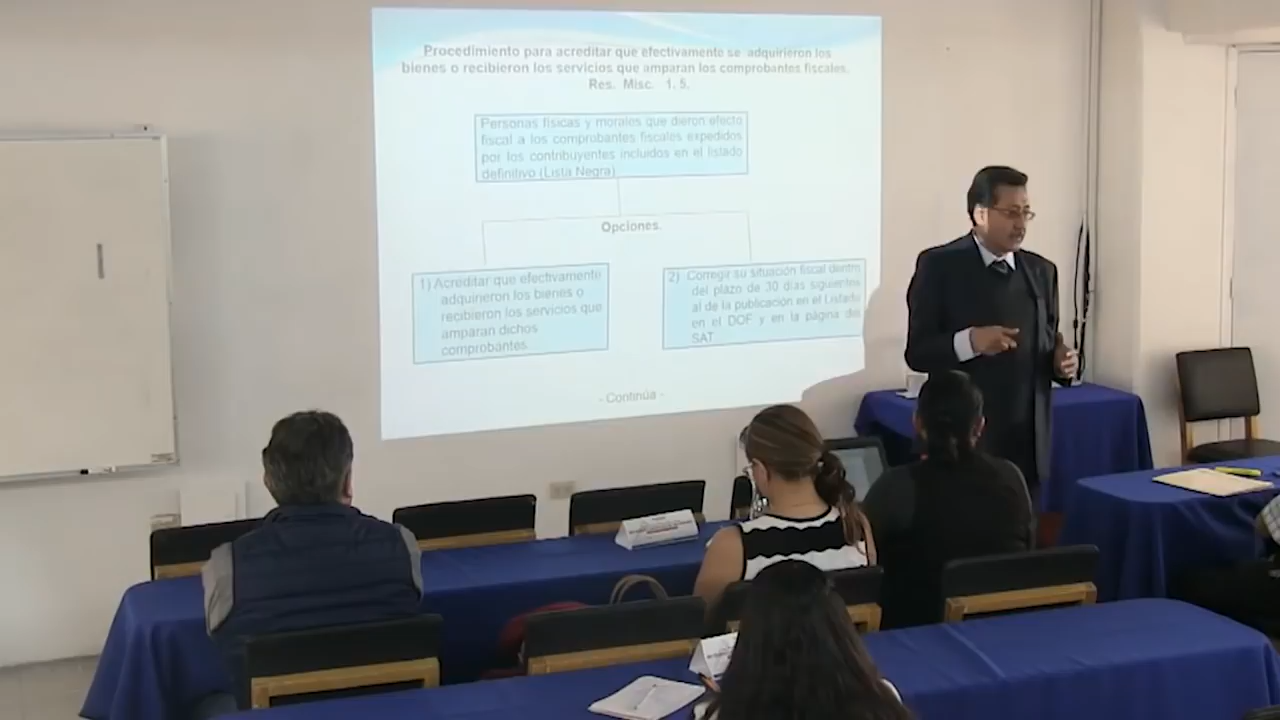 Procedimiento para acreditar que efectivamente se adquirieron los
bienes o recibieron los servicios que amparan los comprobantes fiscales.
Res. Misc. 1. 5.
Personas físicas y morales que dieron efecto
fiscal a los comprobantes fiscales expedidos
por los contribuyentes incluidos en el listado
definitivo (Lista Negra)
Opciones.
1) Acreditar que efectivamente
adquirieron los bienes o
recibieron los servicios que
amparan dichos
comprobantes.
2) Corregir su situación fiscal dentro
del plazo de 30 días siguientes
al de la publicación en el Listado
en el DOF y en la página del
SAT
- Continúa -